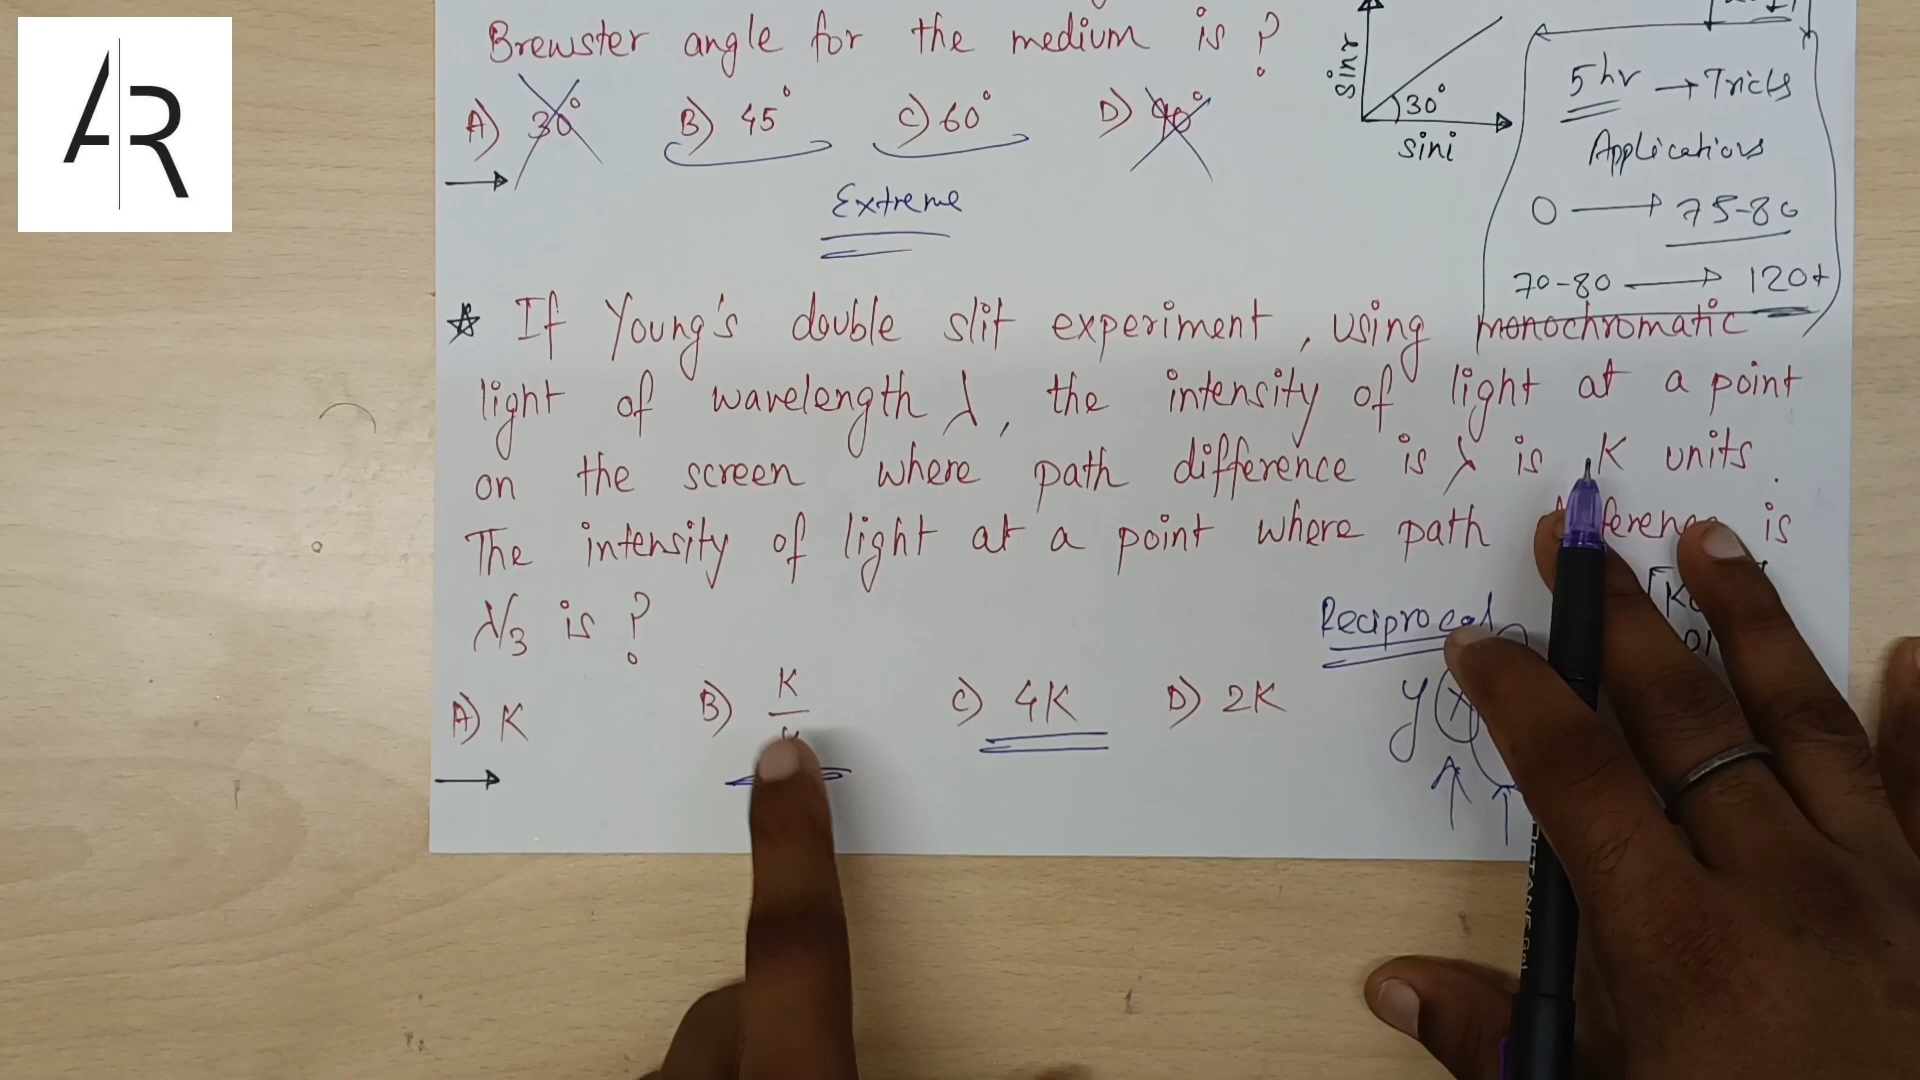 AR
Brewster angle for the medium is ?
A) 30° B) 45° C) 60° D) 90°
Extreme
sinr
30°
sini
5hr → Tricks
Applications
0 → 75-80
70-80 → 120+
☆ If Young's double slit experiment, using monochromatic
light of wavelength λ, the intensity of light at a point
on the screen where path difference is λ is K units.
The intensity of light at a point where path is
λ/3 is ?
Reciprocal
A) K B) K C) 4K D) 2K
y x